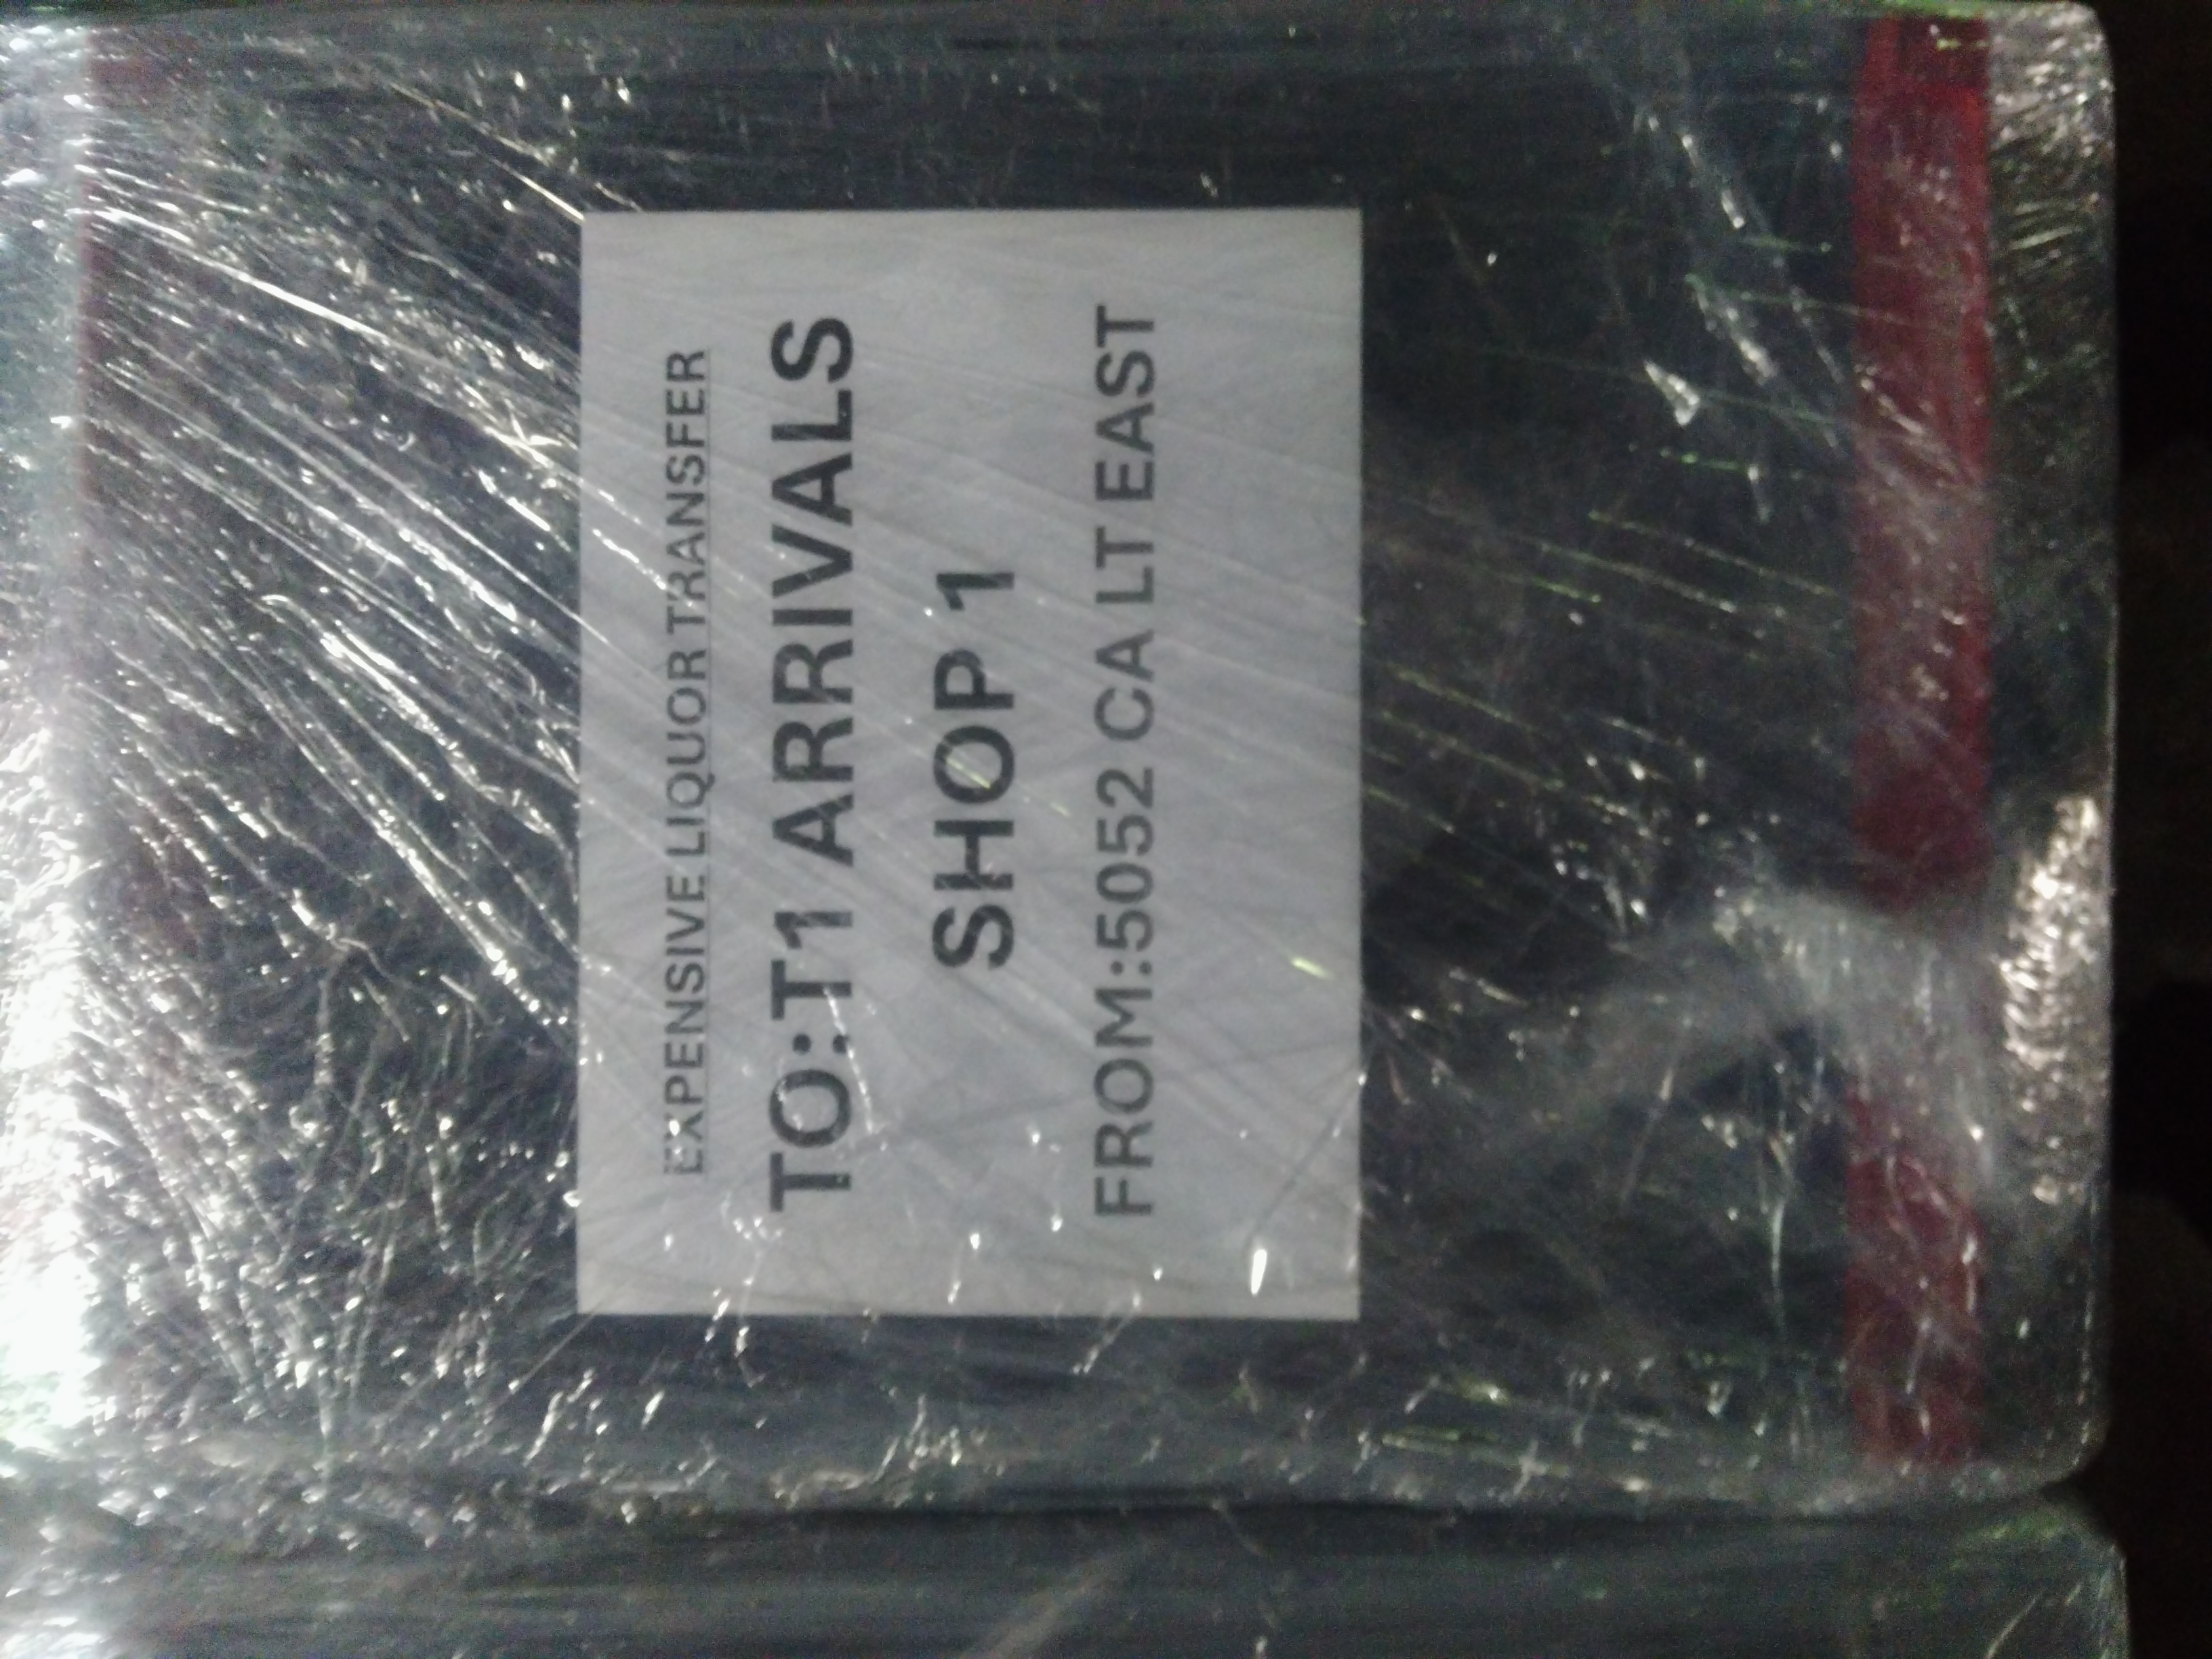 EXPENSIVE LIQUOR TRANSFER
TO:T1 ARRIVALS
SHOP 1
FROM:5052 CA LT EAST